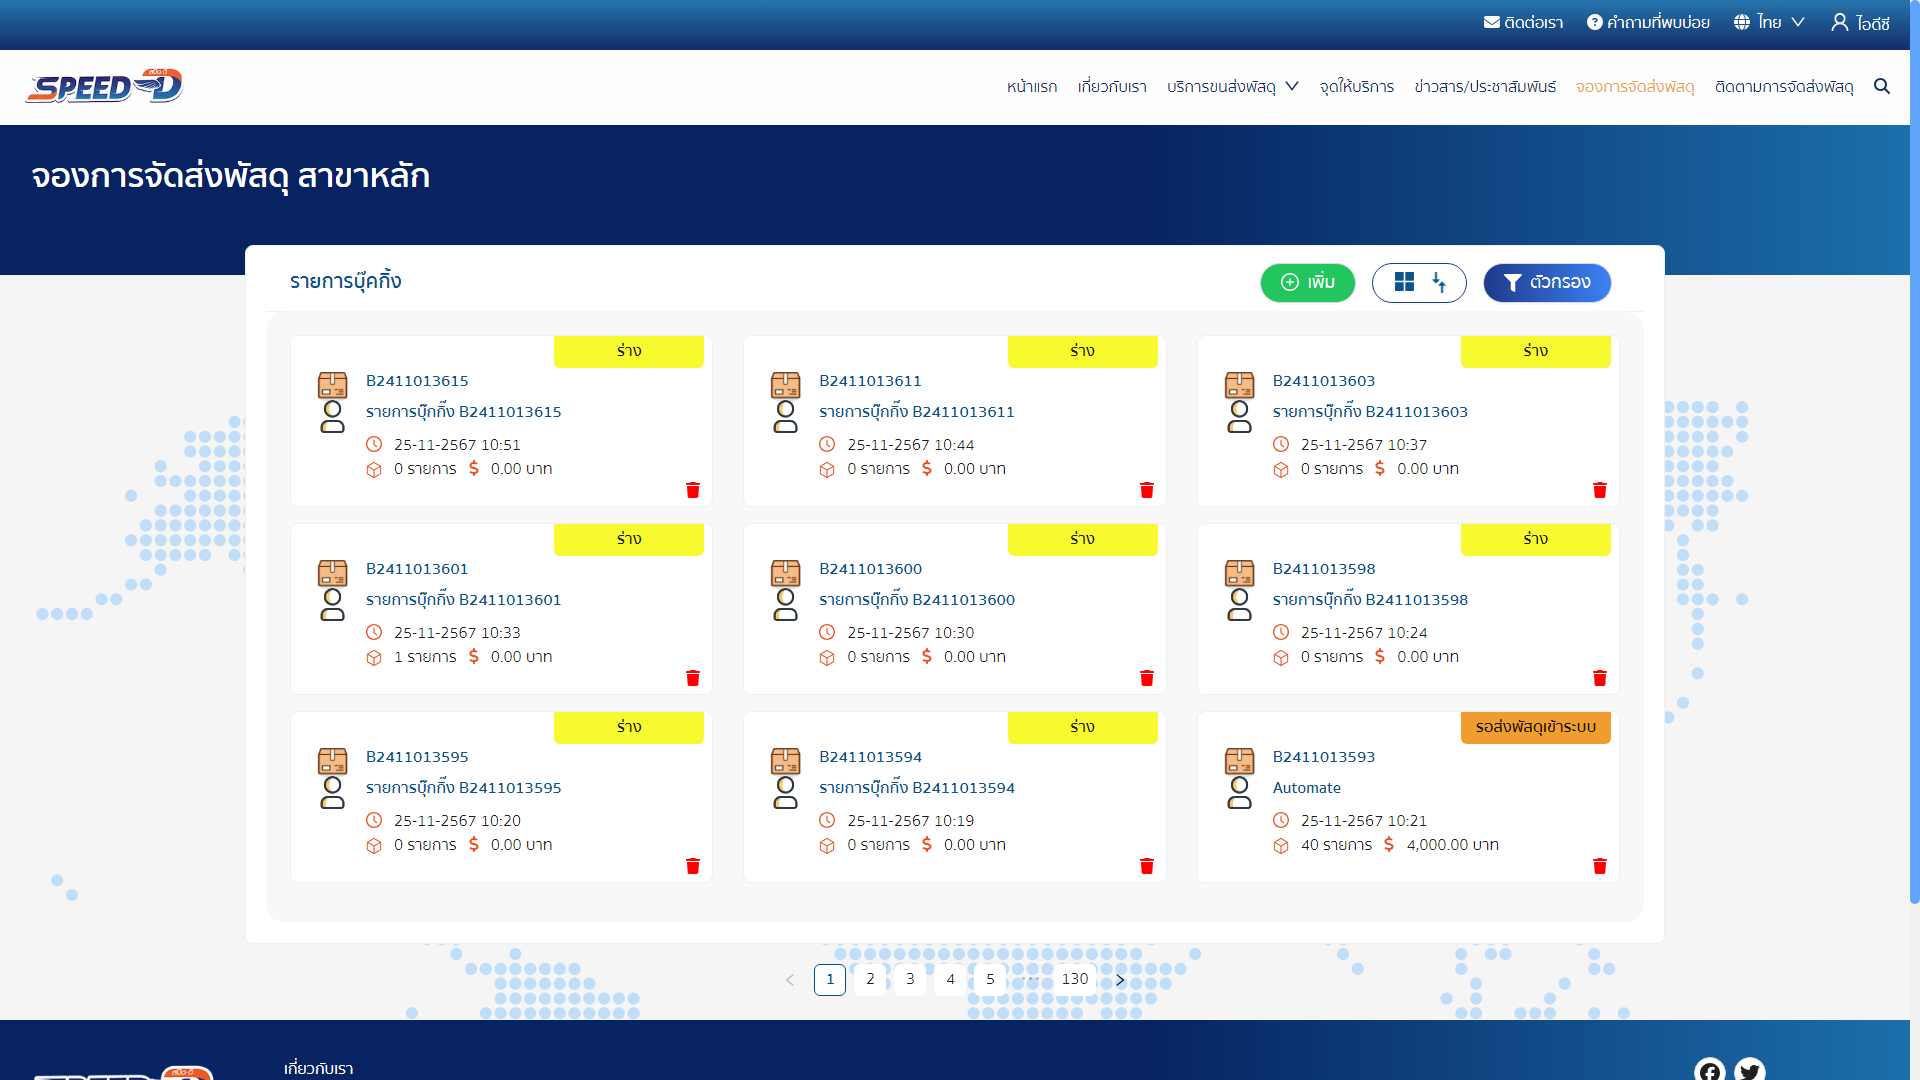 ติดต่อเรา คำถามที่พบบ่อย ไทย ไอดีซี
สปีด-ดี
SPEED-D
หน้าแรก เกี่ยวกับเรา บริการขนส่งพัสดุ จุดให้บริการ ข่าวสาร/ประชาสัมพันธ์ จองการจัดส่งพัสดุ ติดตามการจัดส่งพัสดุ
จองการจัดส่งพัสดุ สาขาหลัก
รายการบุ๊คกิ้ง
เพิ่ม
ตัวกรอง
ร่าง
B2411013615
รายการบุ๊กกิ้ง B2411013615
25-11-2567 10:51
0 รายการ 0.00 บาท
ร่าง
B2411013611
รายการบุ๊กกิ้ง B2411013611
25-11-2567 10:44
0 รายการ 0.00 บาท
ร่าง
B2411013603
รายการบุ๊กกิ้ง B2411013603
25-11-2567 10:37
0 รายการ 0.00 บาท
ร่าง
B2411013601
รายการบุ๊กกิ้ง B2411013601
25-11-2567 10:33
1 รายการ 0.00 บาท
ร่าง
B2411013600
รายการบุ๊กกิ้ง B2411013600
25-11-2567 10:30
0 รายการ 0.00 บาท
ร่าง
B2411013598
รายการบุ๊กกิ้ง B2411013598
25-11-2567 10:24
0 รายการ 0.00 บาท
ร่าง
B2411013595
รายการบุ๊กกิ้ง B2411013595
25-11-2567 10:20
0 รายการ 0.00 บาท
ร่าง
B2411013594
รายการบุ๊กกิ้ง B2411013594
25-11-2567 10:19
0 รายการ 0.00 บาท
รอส่งพัสดุเข้าระบบ
B2411013593
Automate
25-11-2567 10:21
40 รายการ 4,000.00 บาท
1 2 3 4 5 ··· 130
เกี่ยวกับเรา